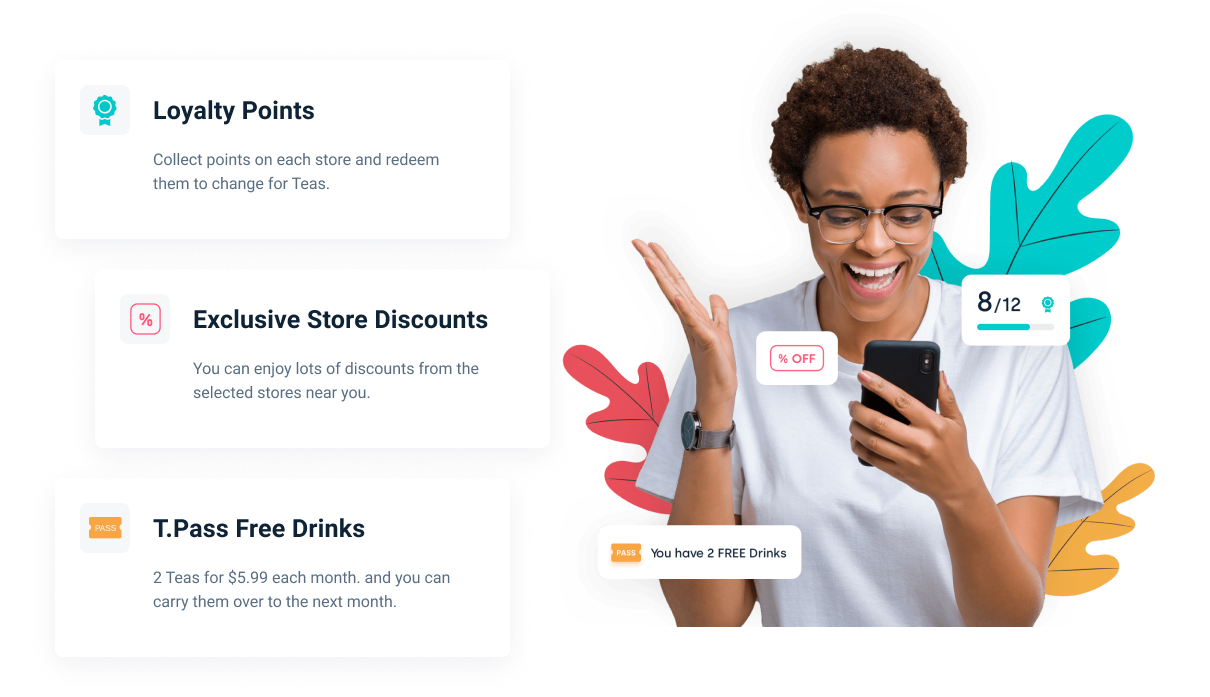 Loyalty Points
Collect points on each store and redeem
them to change for Teas.
%
Exclusive Store Discounts
You can enjoy lots of discounts from the
selected stores near you.
PASS
T.Pass Free Drinks
2 Teas for $5.99 each month. and you can
carry them over to the next month.
8/12
% OFF
PASS
You have 2 FREE Drinks